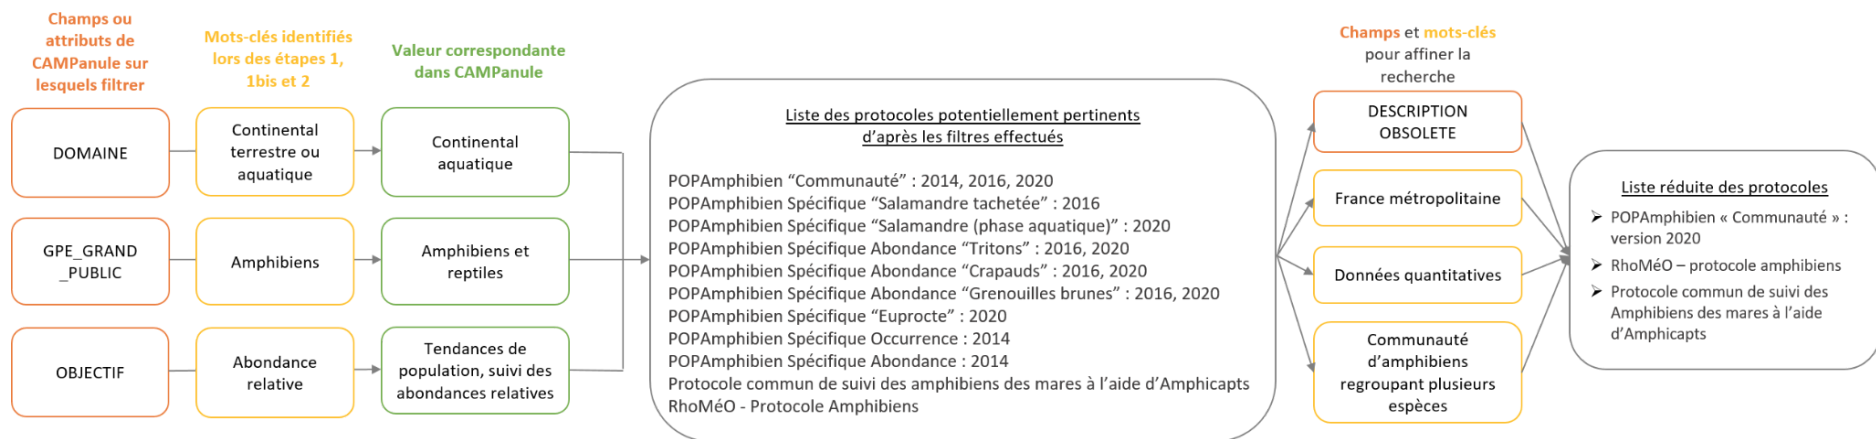 Champs ou
attributs de
CAMPanule sur
lesquels filtrer
DOMAINE
GPE_GRAND
_PUBLIC
OBJECTIF
Mots-clés identifiés
lors des étapes 1,
1bis et 2
Continental
terrestre ou
aquatique
Amphibiens
Abondance
relative
Valeur correspondante
dans CAMPanule
Continental
aquatique
Amphibiens et
reptiles
Tendances de
population, suivi des
abondances relatives
Liste des protocoles potentiellement pertinents
d’après les filtres effectués
POPAmphibien “Communauté” : 2014, 2016, 2020
POPAmphibien Spécifique “Salamandre tachetée” : 2016
POPAmphibien Spécifique “Salamandre (phase aquatique)” : 2020
POPAmphibien Spécifique Abondance “Tritons” : 2016, 2020
POPAmphibien Spécifique Abondance “Crapauds” : 2016, 2020
POPAmphibien Spécifique Abondance “Grenouilles brunes” : 2016, 2020
POPAmphibien Spécifique “Euprocte” : 2020
POPAmphibien Spécifique Occurrence : 2014
POPAmphibien Spécifique Abondance : 2014
Protocole commun de suivi des amphibiens des mares à l’aide d’Amphicapts
RhoMéO - Protocole Amphibiens
Champs et mots-clés
pour affiner la
recherche
DESCRIPTION
OBSOLETE
France métropolitaine
Données quantitatives
Communauté
d’amphibiens
regroupant plusieurs
espèces
Liste réduite des protocoles
➤ POPAmphibien « Communauté » :
version 2020
➤ RhoMéO – protocole amphibiens
➤ Protocole commun de suivi des
Amphibiens des mares à l’aide
d’Amphicapts